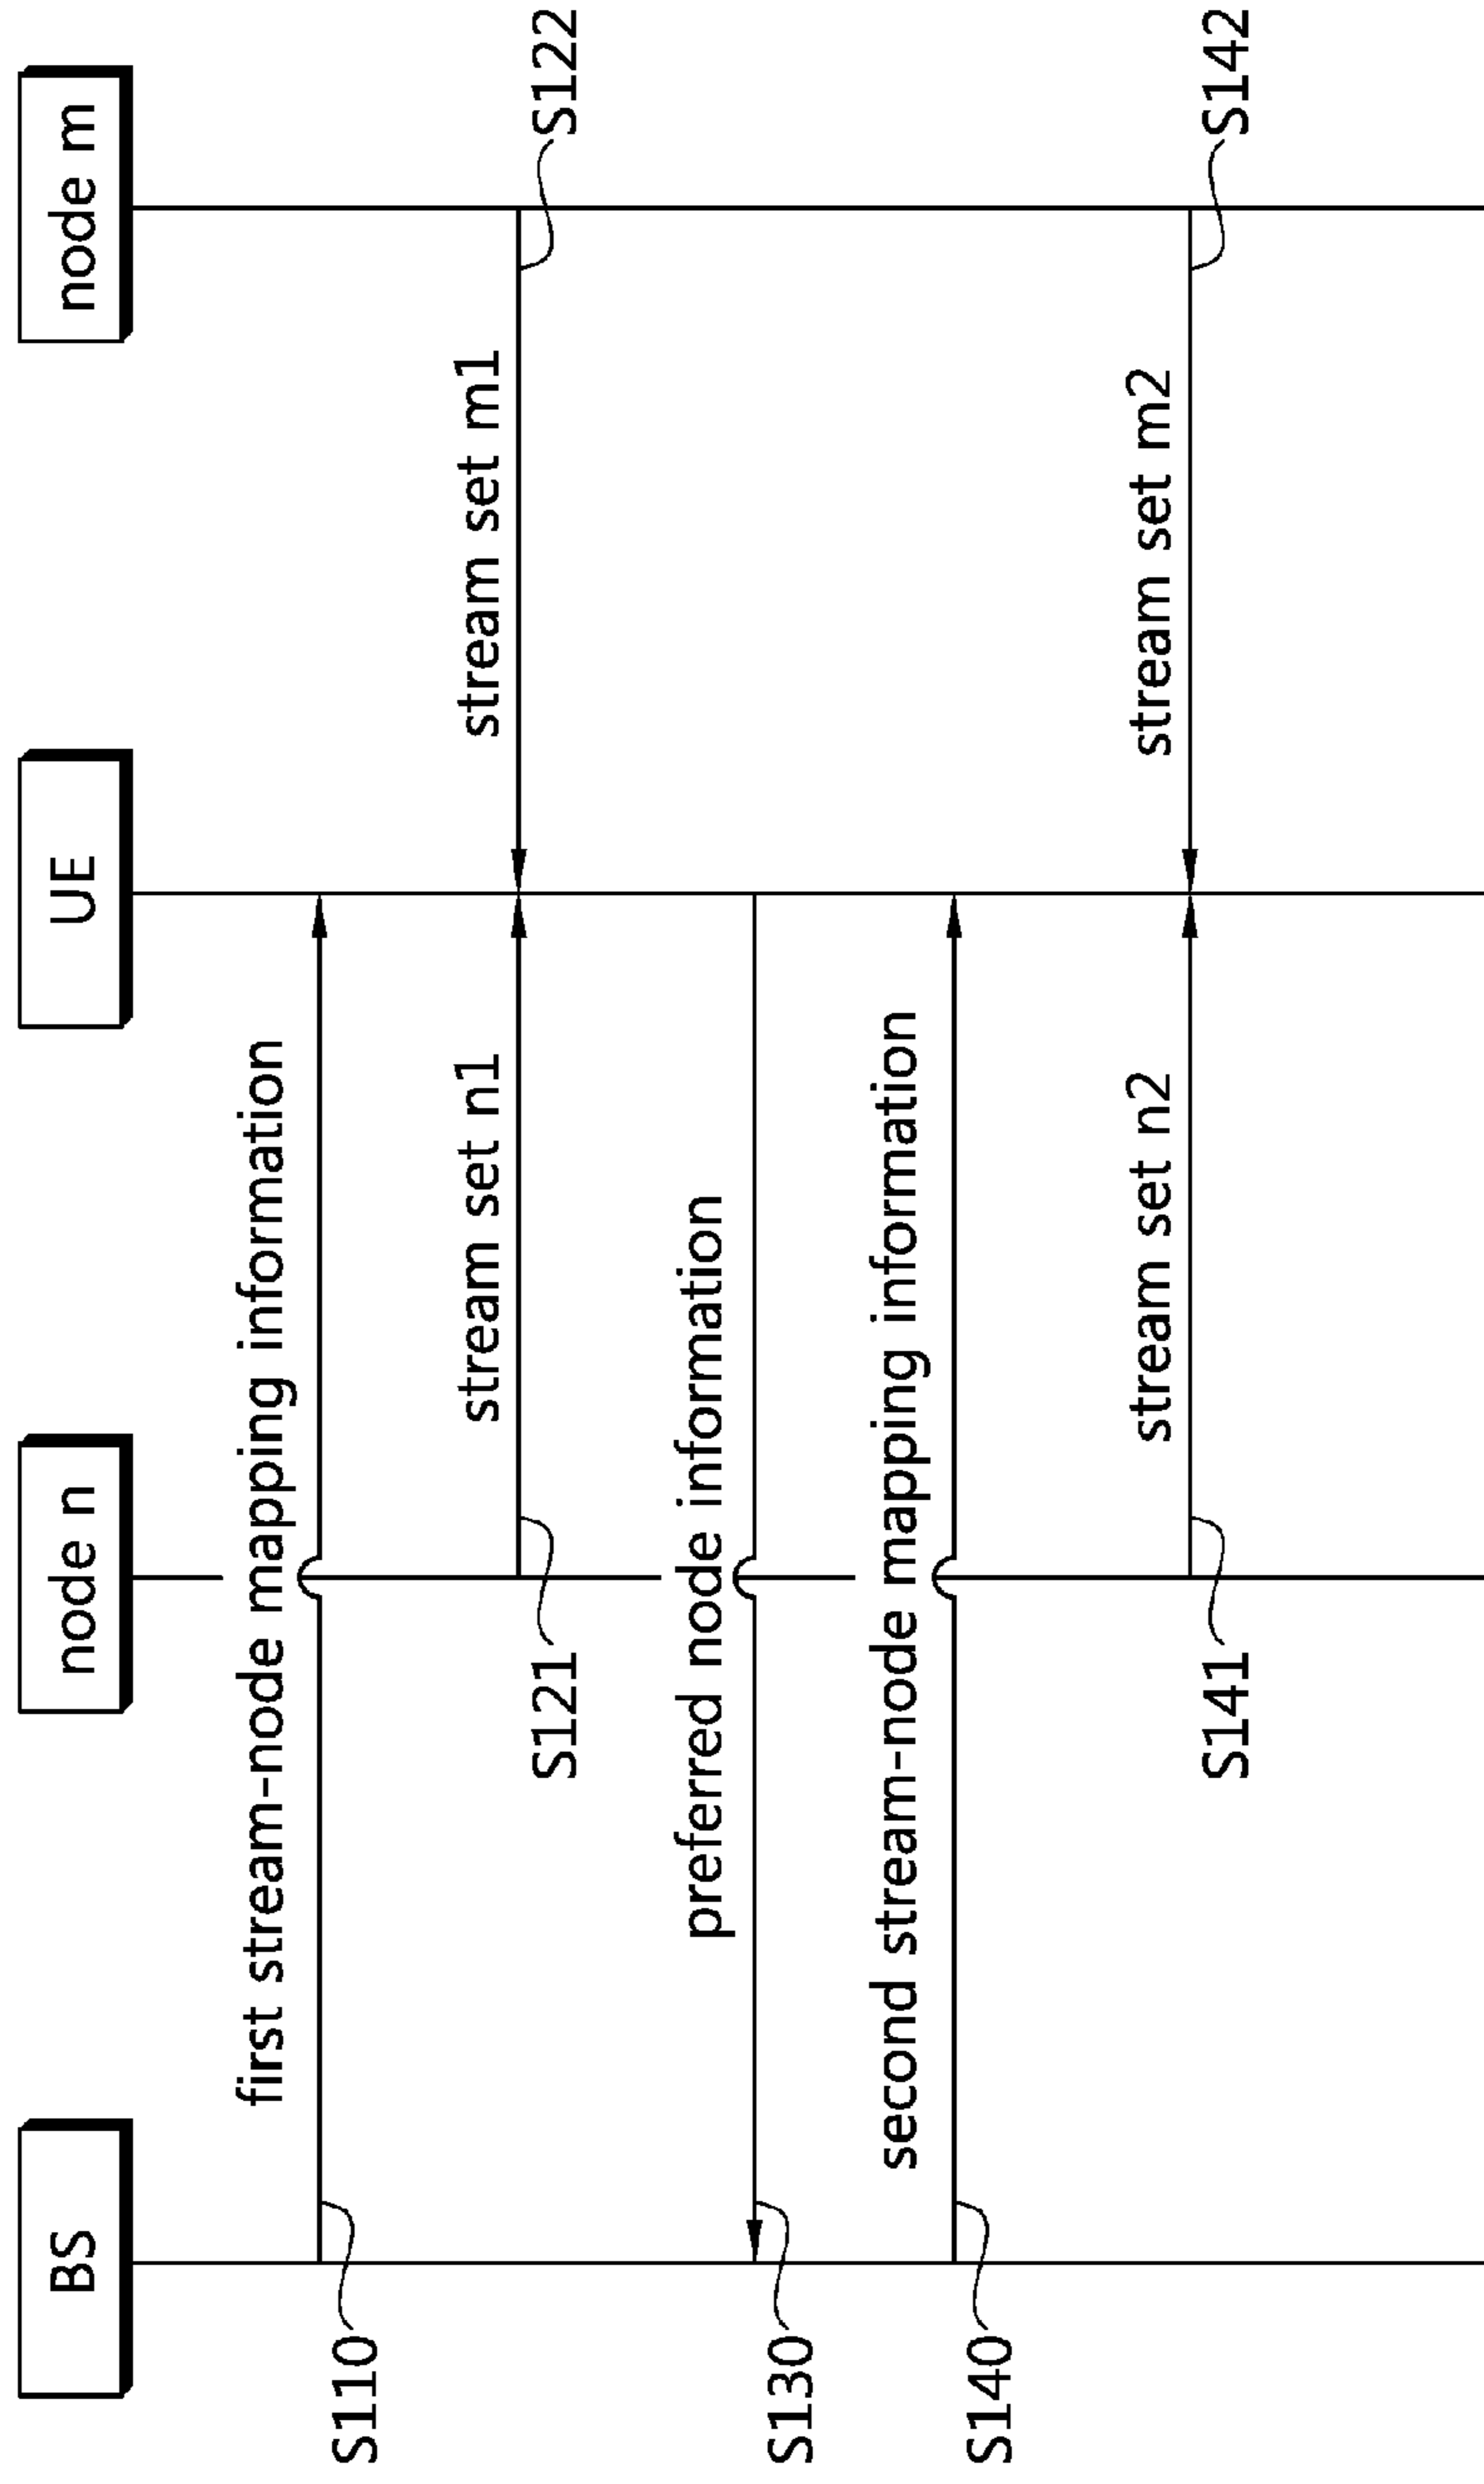 BS
node n
UE
node m
first stream-node mapping information
S110
stream set n1
stream set m1
S121
S122
preferred node information
S130
second stream-node mapping information
S140
stream set n2
stream set m2
S141
S142